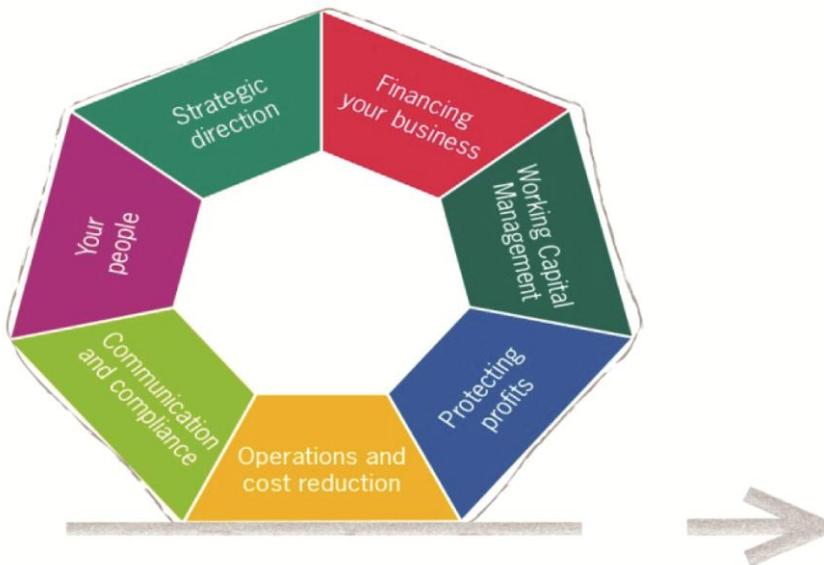 Strategic
direction
Financing
your business
Working Capital
Management
Protecting
profits
Operations and
cost reduction
Communication
and compliance
Your
people